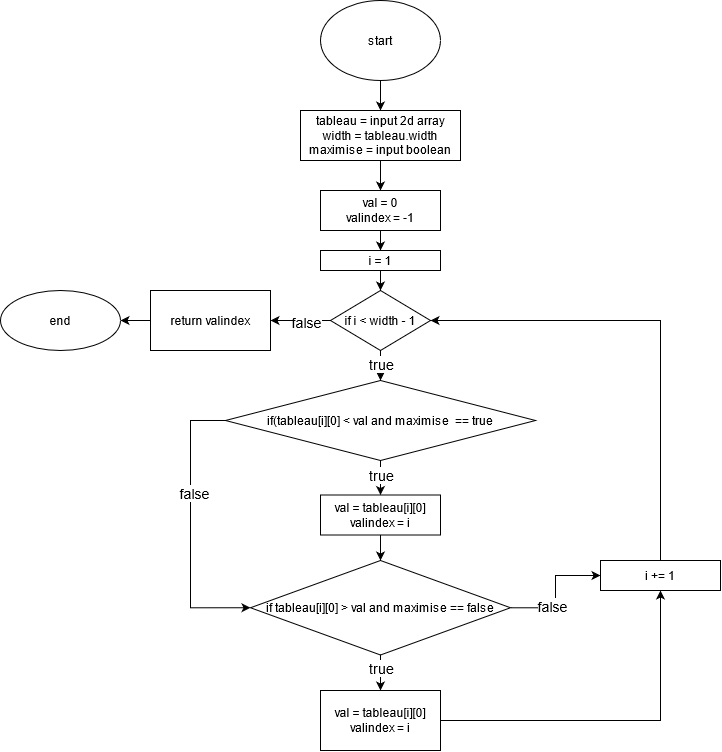 start
tableau = input 2d array
width = tableau.width
maximise = input boolean
val = 0
valindex = -1
i = 1
end
return valindex
false
if i < width - 1
true
if(tableau[i][0] < val and maximise == true
true
false
val = tableau[i][0]
valindex = i
if tableau[i][0] > val and maximise == false
false
i += 1
true
val = tableau[i][0]
valindex = i